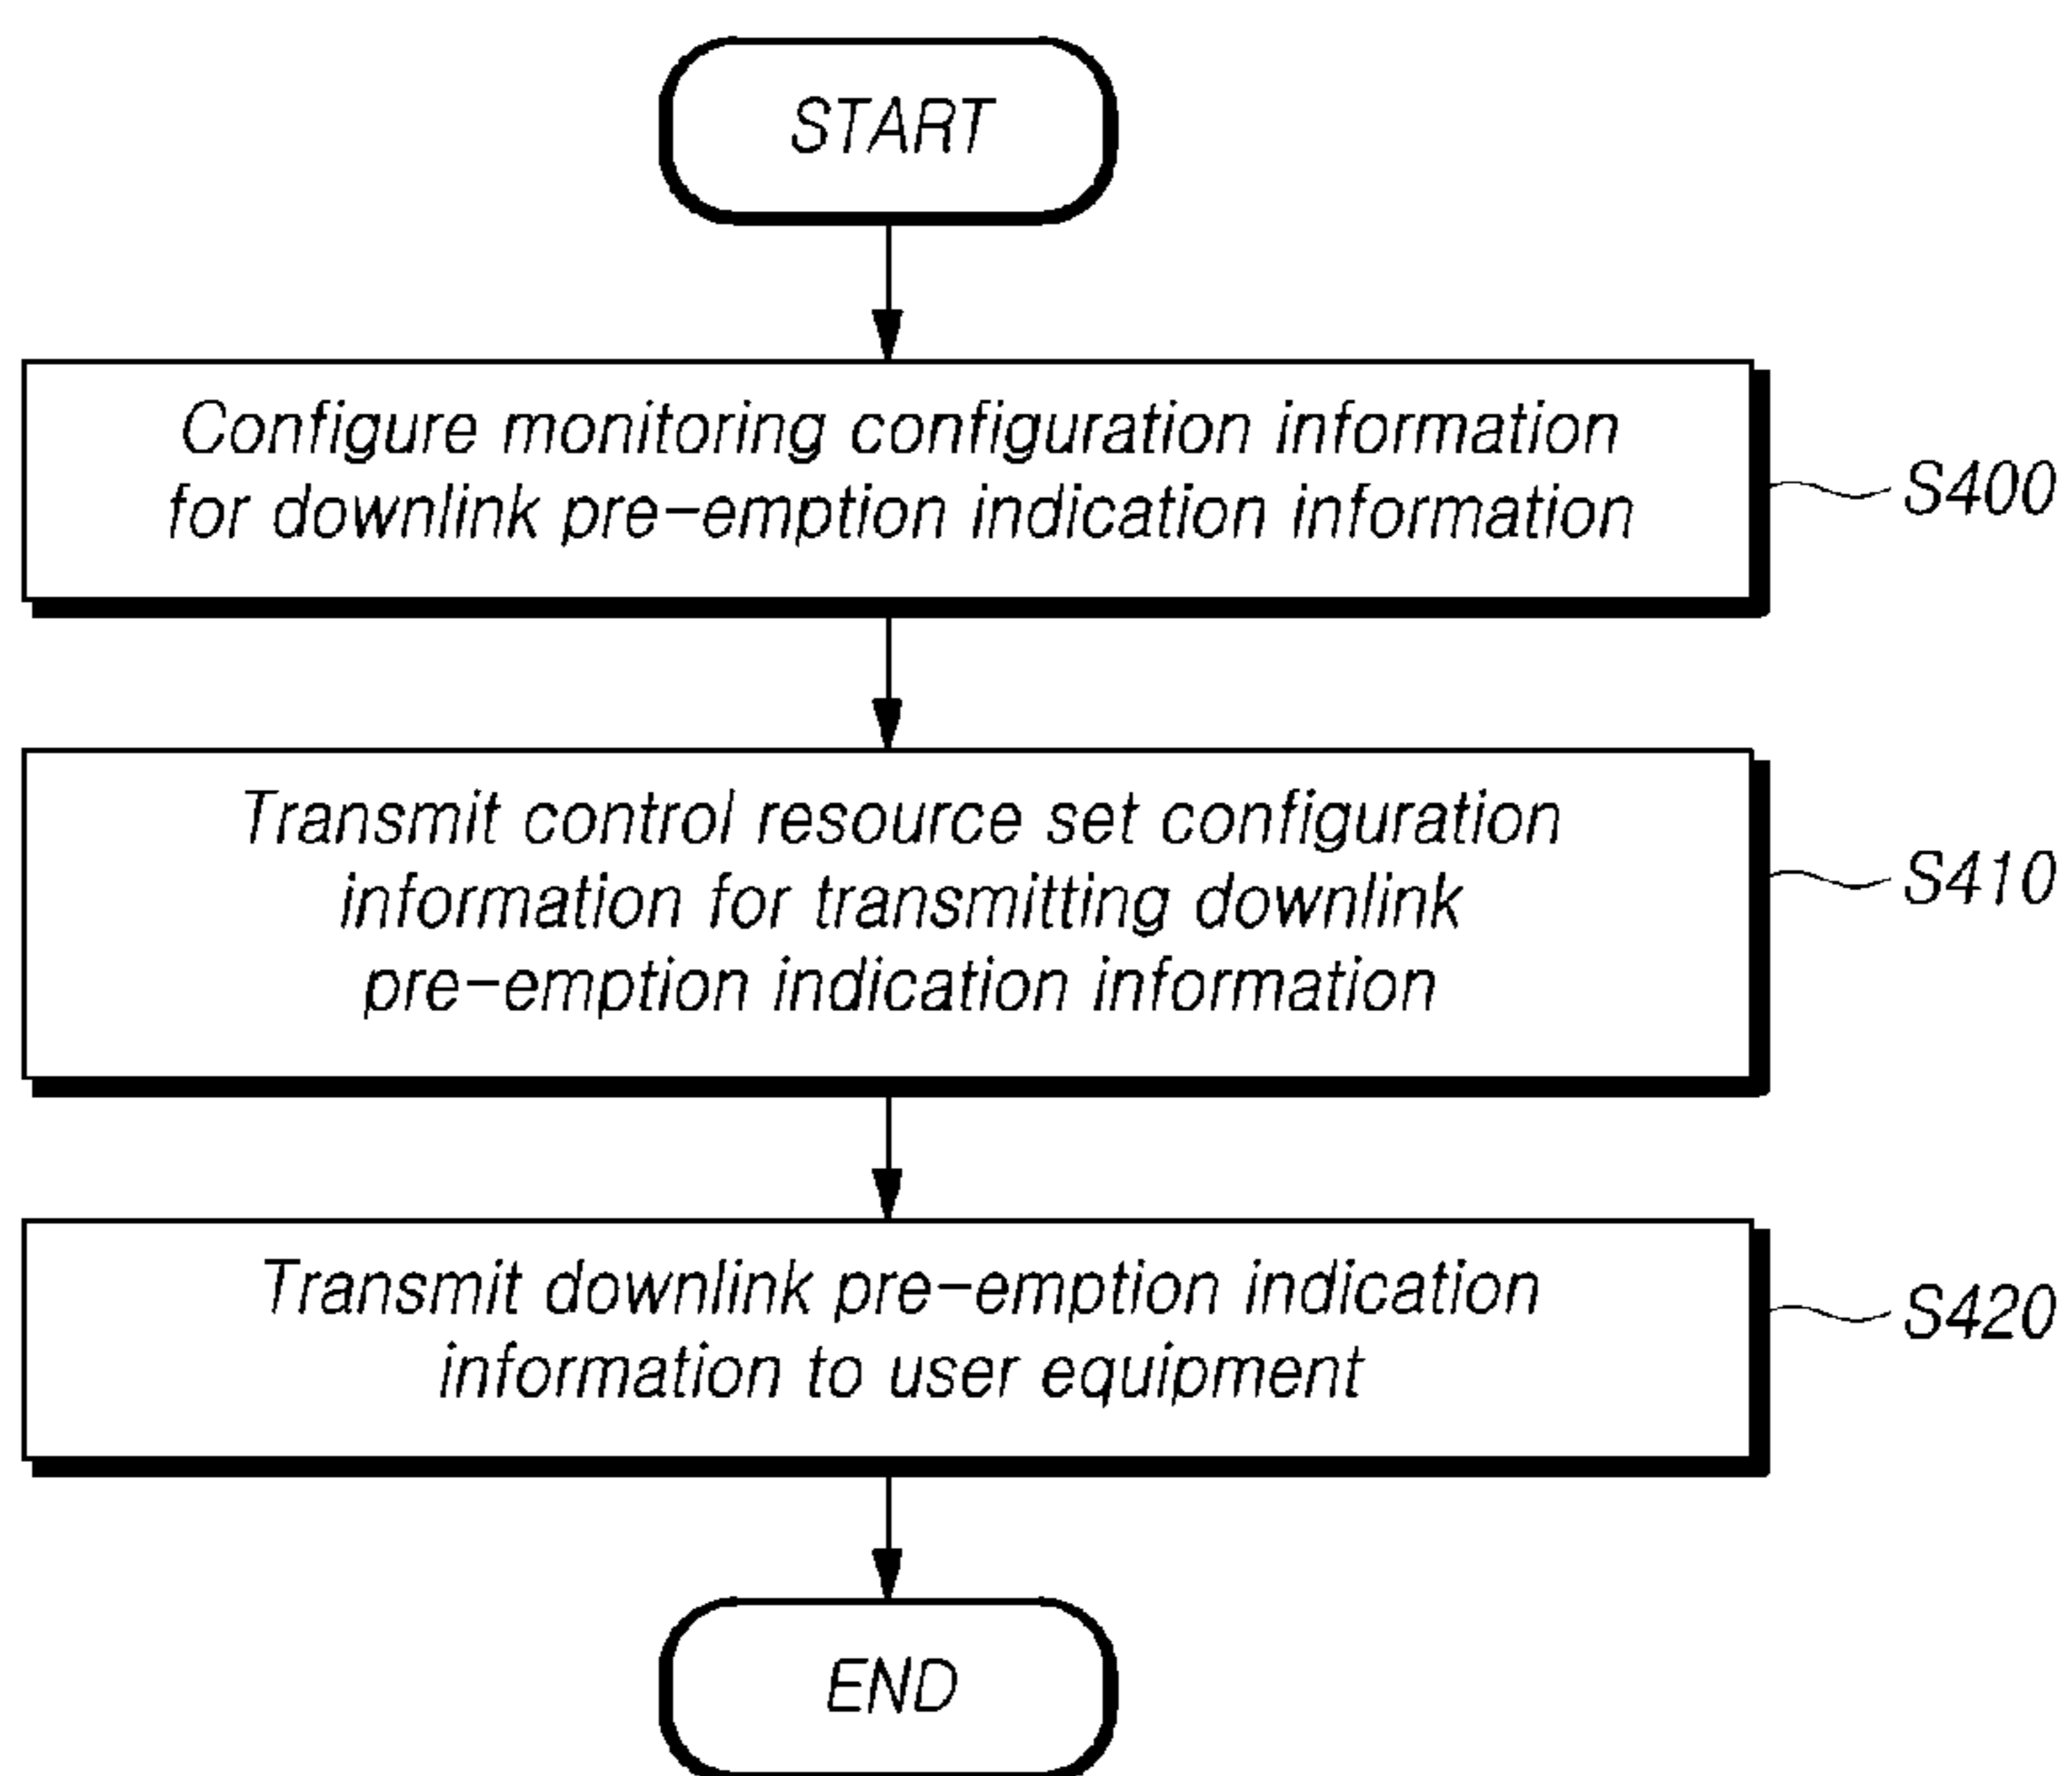 START
Configure monitoring configuration information
for downlink pre-emption indication information
S400
Transmit control resource set configuration
information for transmitting downlink
pre-emption indication information
S410
Transmit downlink pre-emption indication
information to user equipment
S420
END